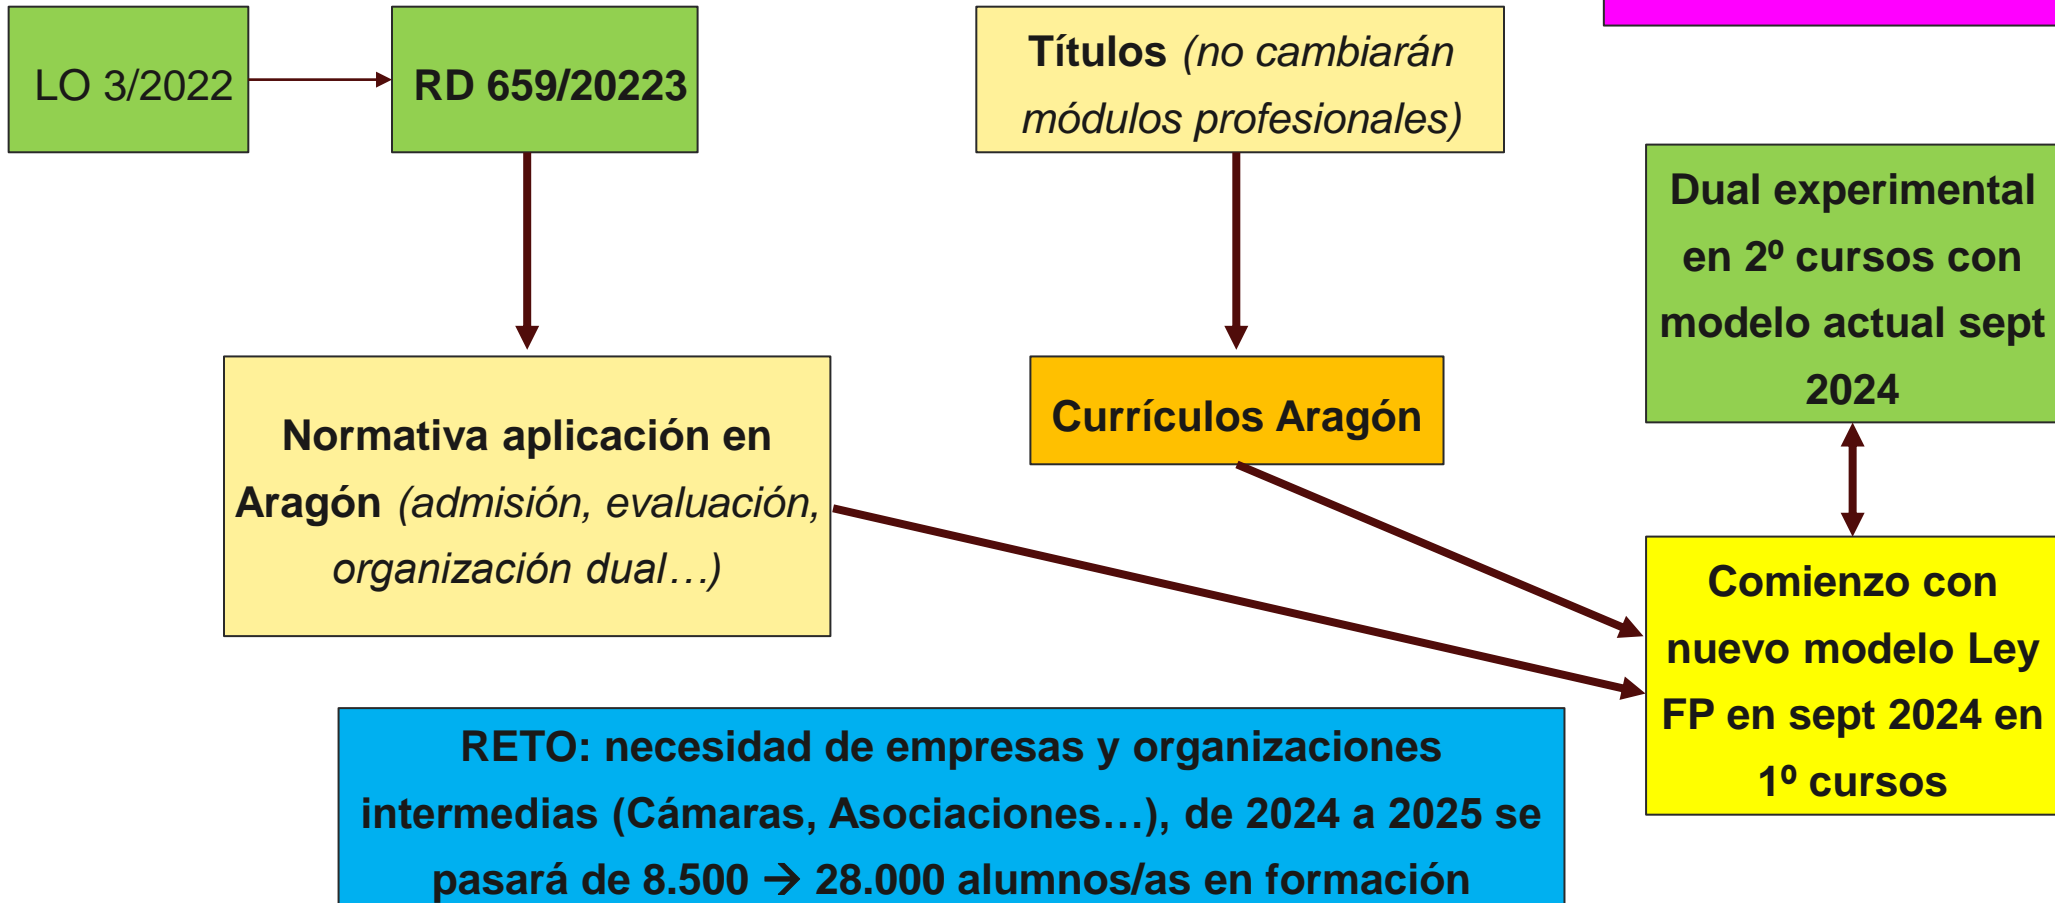 LO 3/2022
RD 659/20223
Títulos (no cambiarán
módulos profesionales)
Dual experimental
en 2º cursos con
modelo actual sept
2024
Normativa aplicación en
Aragón (admisión, evaluación,
organización dual…)
Currículos Aragón
Comienzo con
nuevo modelo Ley
FP en sept 2024 en
1º cursos
RETO: necesidad de empresas y organizaciones
intermedias (Cámaras, Asociaciones…), de 2024 a 2025 se
pasará de 8.500 → 28.000 alumnos/as en formación